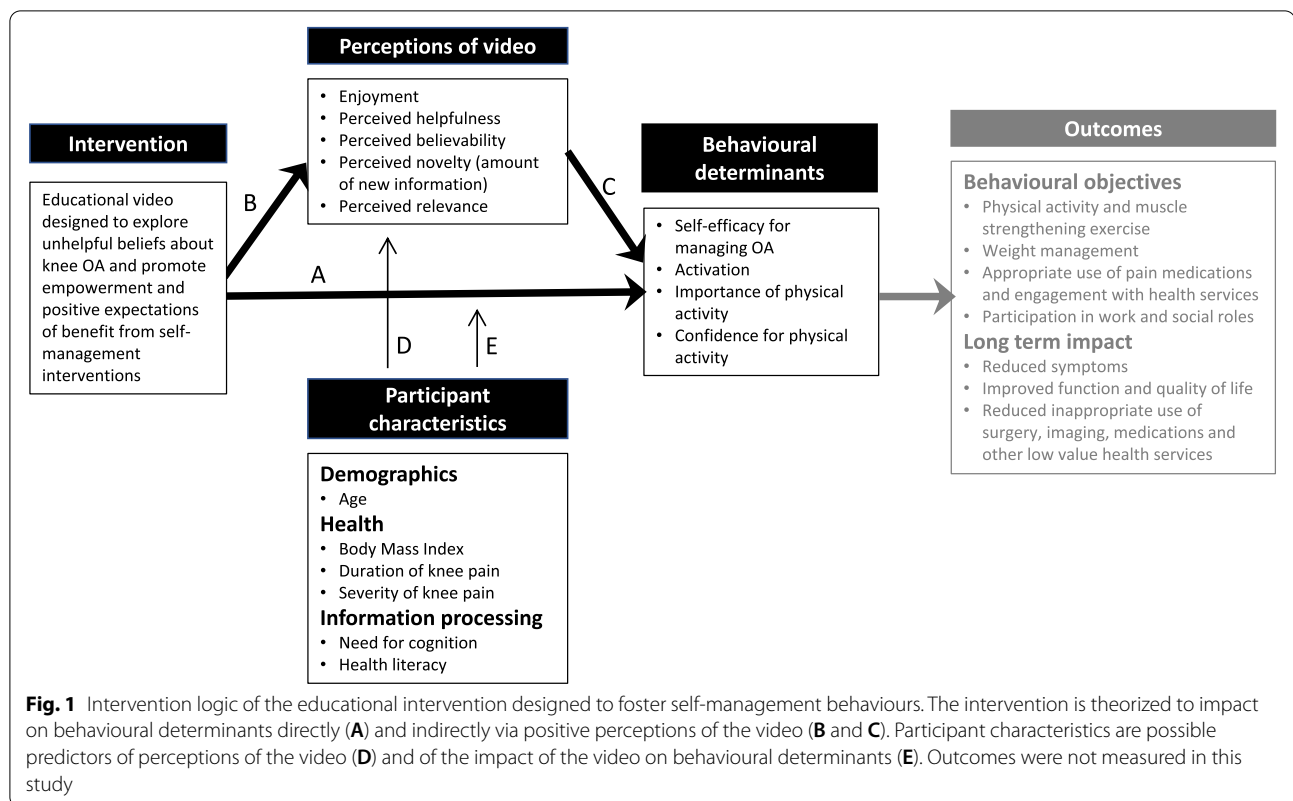 Perceptions of video
• Enjoyment
• Perceived helpfulness
• Perceived believability
• Perceived novelty (amount
of new information)
• Perceived relevance
Intervention
Educational video
designed to explore
unhelpful beliefs about
knee OA and promote
empowerment and
positive expectations
of benefit from self-
management
interventions
B
A
C
D
E
Behavioural
determinants
• Self-efficacy for
managing OA
• Activation
• Importance of physical
activity
• Confidence for physical
activity
Outcomes
Behavioural objectives
• Physical activity and muscle
strengthening exercise
• Weight management
• Appropriate use of pain medications
and engagement with health services
• Participation in work and social roles
Long term impact
• Reduced symptoms
• Improved function and quality of life
• Reduced inappropriate use of
surgery, imaging, medications and
other low value health services
Participant
characteristics
Demographics
• Age
Health
• Body Mass Index
• Duration of knee pain
• Severity of knee pain
Information processing
• Need for cognition
• Health literacy
Fig. 1 Intervention logic of the educational intervention designed to foster self-management behaviours. The intervention is theorized to impact
on behavioural determinants directly (A) and indirectly via positive perceptions of the video (B and C). Participant characteristics are possible
predictors of perceptions of the video (D) and of the impact of the video on behavioural determinants (E). Outcomes were not measured in this
study